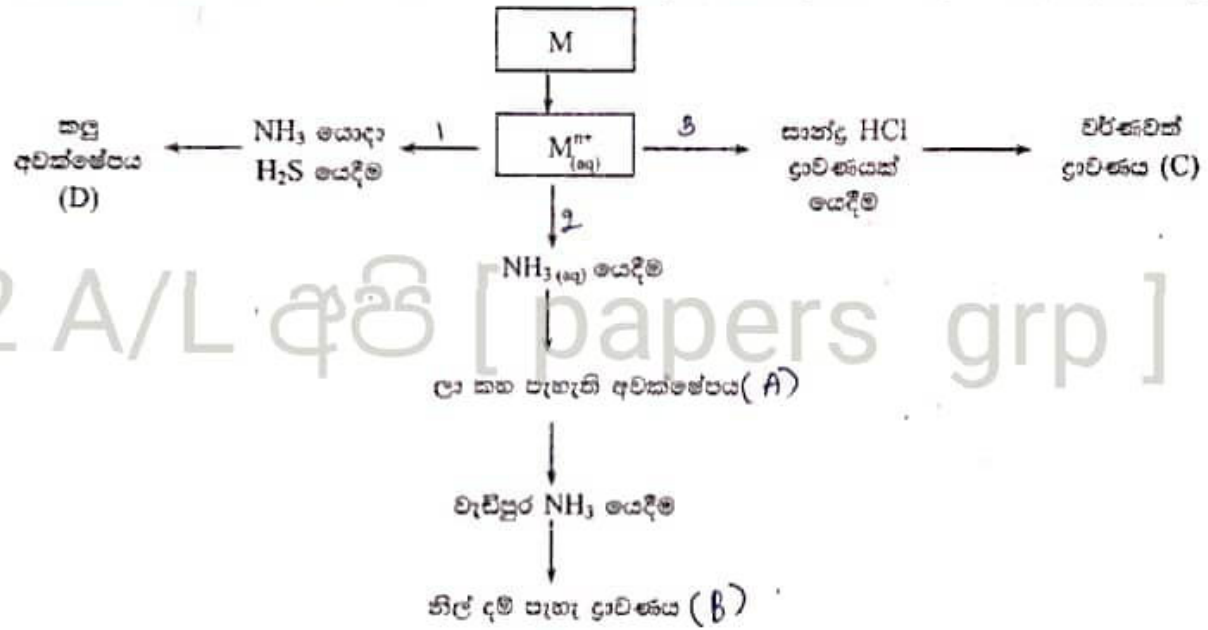 M
කලු
අවක්ෂේපය
(D)
NH₃ යොදා
H₂S යෙදීම
1
Mⁿ⁺(aq)
3
සාන්ද්‍ර HCl
ද්‍රාවණයක්
යෙදීම
වර්ණවත්
ද්‍රාවණය (C)
2
NH₃ (aq) යෙදීම
2 A/L අපි [ papers grp ]
ලා කහ පැහැති අවක්ෂේපය (A)
වැඩිපුර NH₃ යෙදීම
නිල් දම් පැහැ ද්‍රාවණය (B)